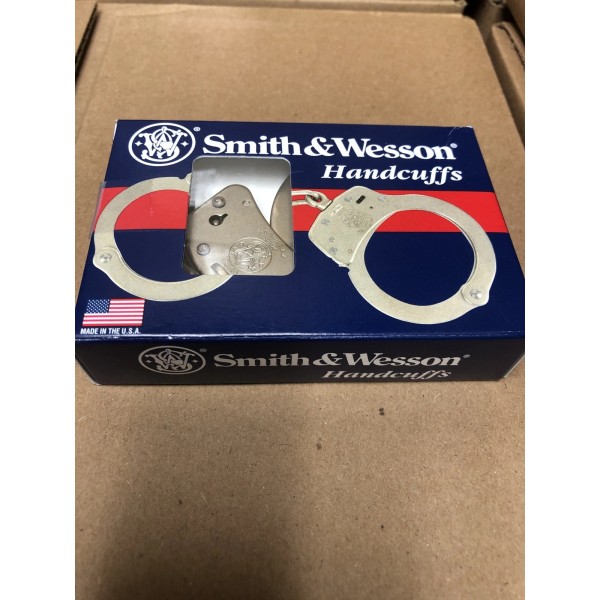 S&W® Smith & Wesson®
Handcuffs
MADE IN THE U.S.A.
S&W® Smith & Wesson®
Handcuffs